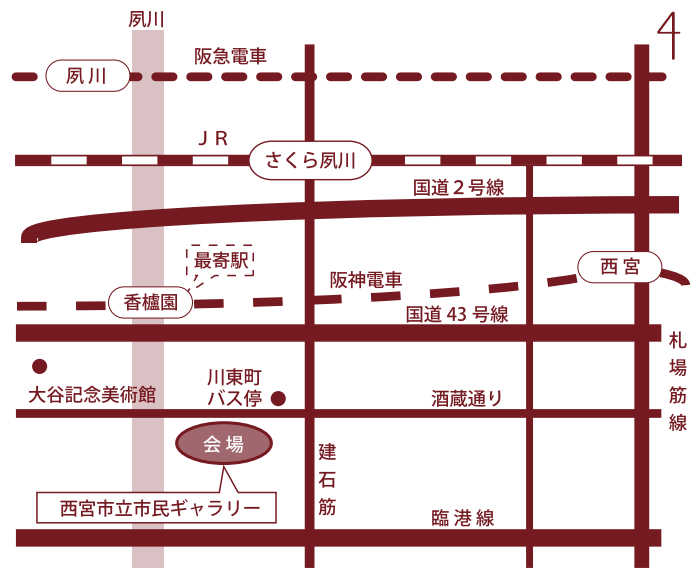 夙川
4
阪急電車
夙川
JR
さくら夙川
国道2号線
最寄駅
阪神電車
西宮
香櫨園
国道43号線
札場筋線
大谷記念美術館
川東町
バス停
酒蔵通り
会場
建石筋
西宮市立市民ギャラリー
臨港線